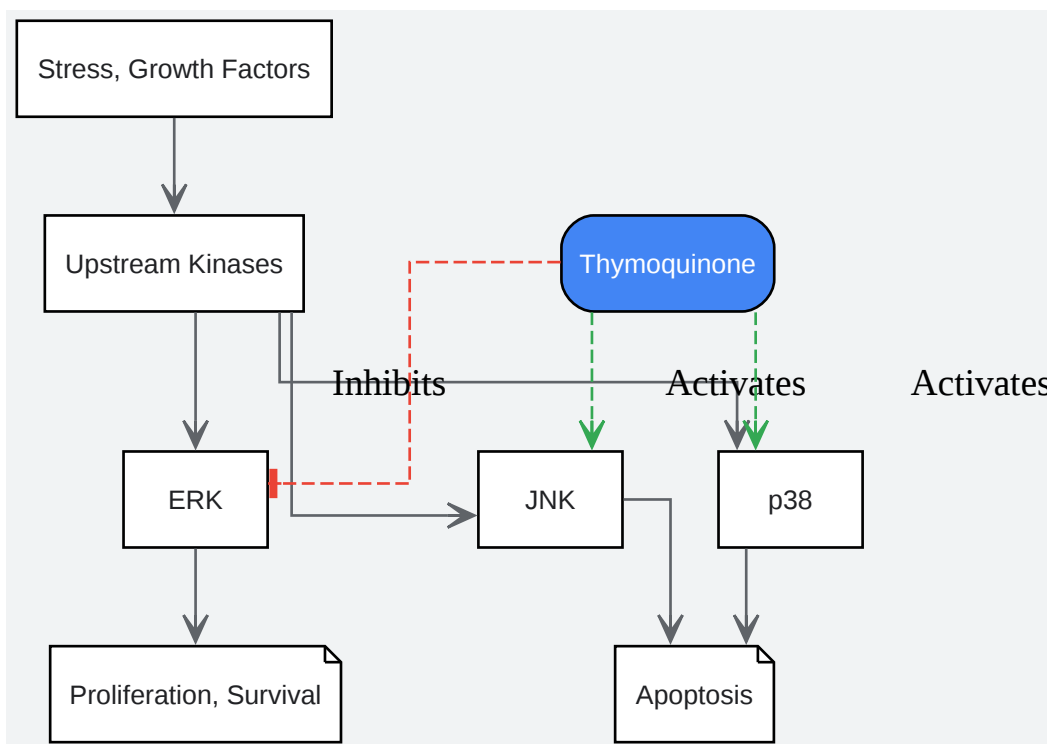 Stress, Growth Factors
Upstream Kinases
Thymoquinone
Inhibits
Activates
Activates
ERK
JNK
p38
Proliferation, Survival
Apoptosis